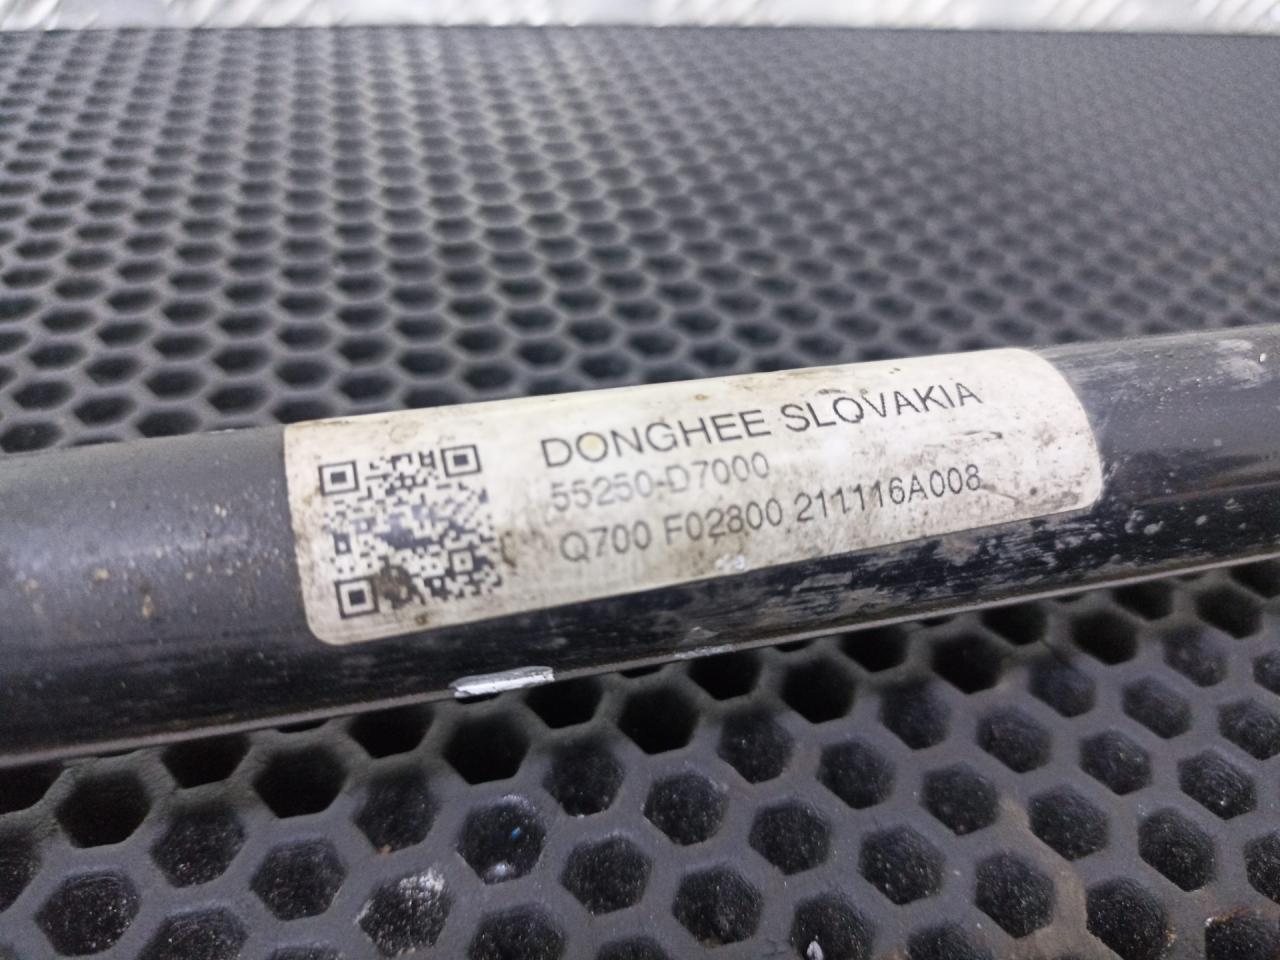 DONGHEE SLOVAKIA
55250-D7000
Q700 F02800 211116A008